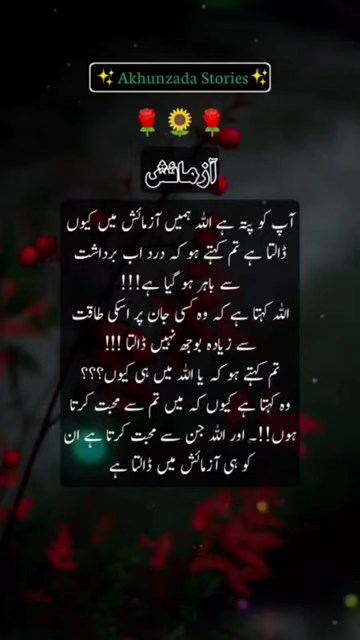 ✨ Akhunzada Stories ✨
🌹 🌻 🌹
آزمائش
آپ کو پتہ ہے اللہ ہمیں آزمائش میں کیوں
ڈالتا ہے تم کہتے ہو کہ درد اب برداشت
سے باہر ہو گیا ہے!!!
اللہ کہتا ہے کہ وہ کسی جان پر اسکی طاقت
سے زیادہ بوجھ نہیں ڈالتا !!!
تم کہتے ہو کہ یا اللہ میں ہی کیوں؟؟؟
وہ کہتا ہے کیوں کہ میں تم سے محبت کرتا
ہوں!!۔ اور اللہ جن سے محبت کرتا ہے ان
کو ہی آزمائش میں ڈالتا ہے